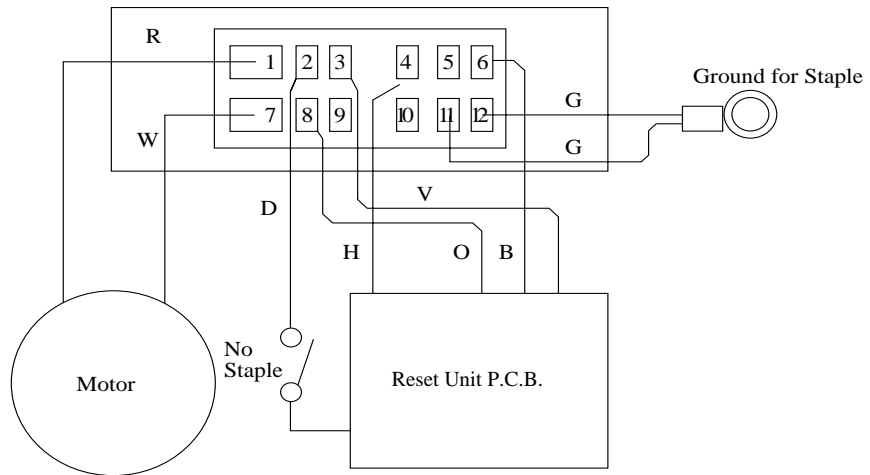 R
1 2 3 4 5 6
Ground for Staple
7 8 9 10 11 12
G
W
G
D
V
H
O
B
No
Staple
Motor
Reset Unit P.C.B.